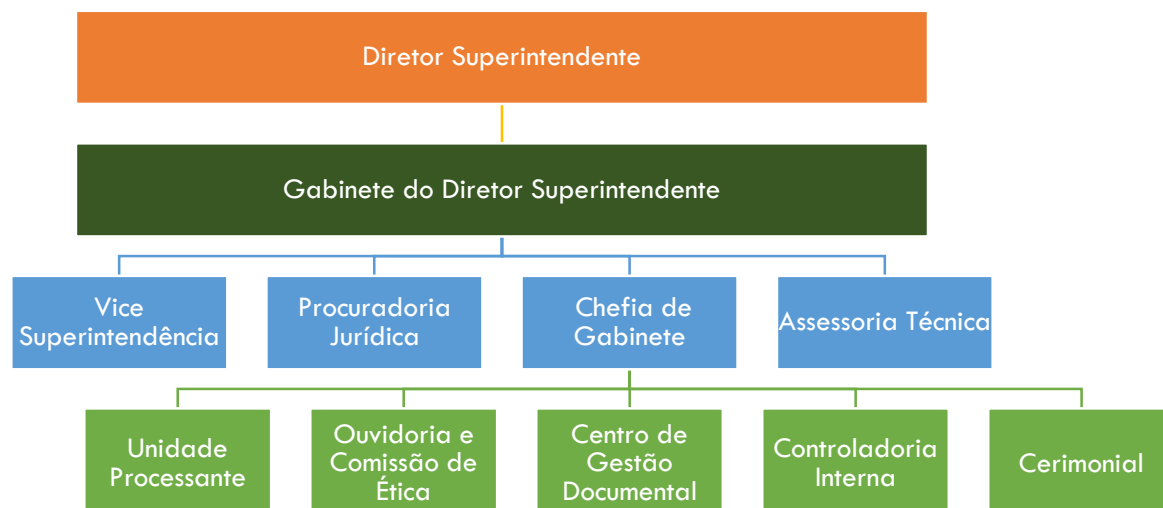 Diretor Superintendente
Gabinete do Diretor Superintendente
Vice
Superintendência
Procuradoria
Jurídica
Chefia de
Gabinete
Assessoria Técnica
Unidade
Processante
Ouvidoria e
Comissão de
Ética
Centro de
Gestão
Documental
Controladoria
Interna
Cerimonial